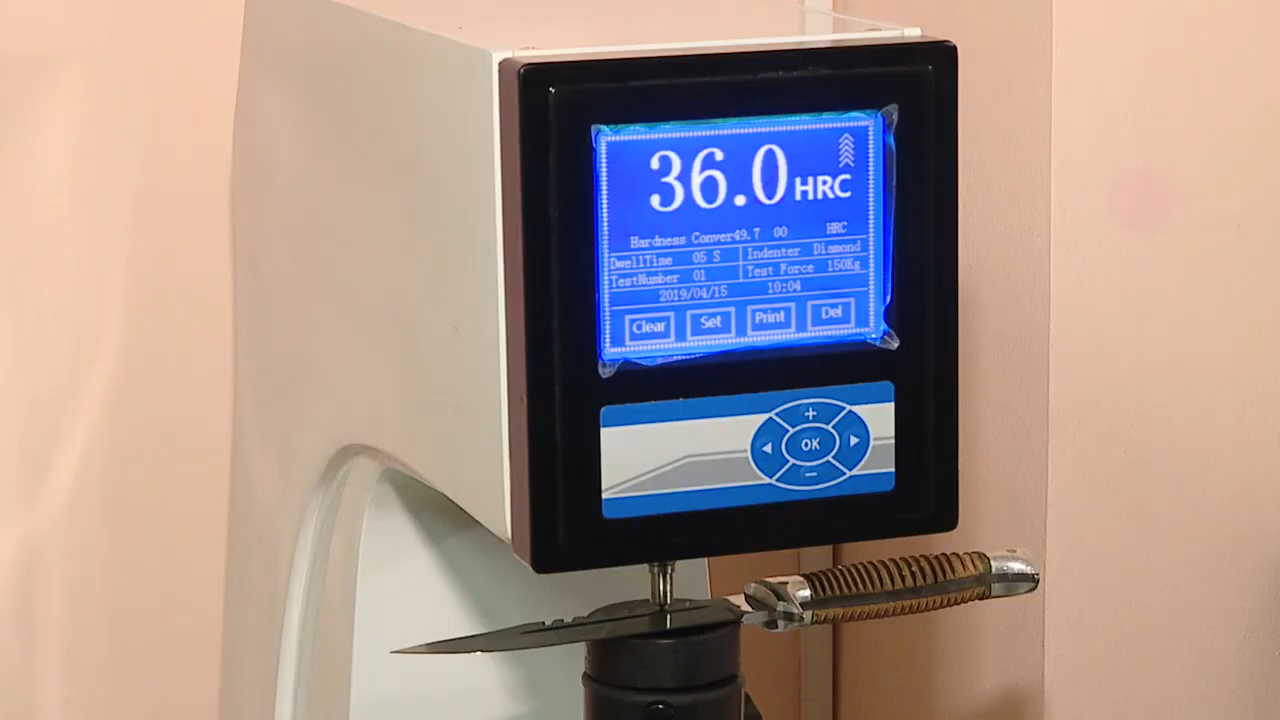 36.0 HRC
Hardness Conver49.7 00 HRC
DwellTime 05 S Indenter Diamond
TestNumber 01 Test Force 150Kg
2019/04/15 10:04
Clear Set Print Del
+
OK
−